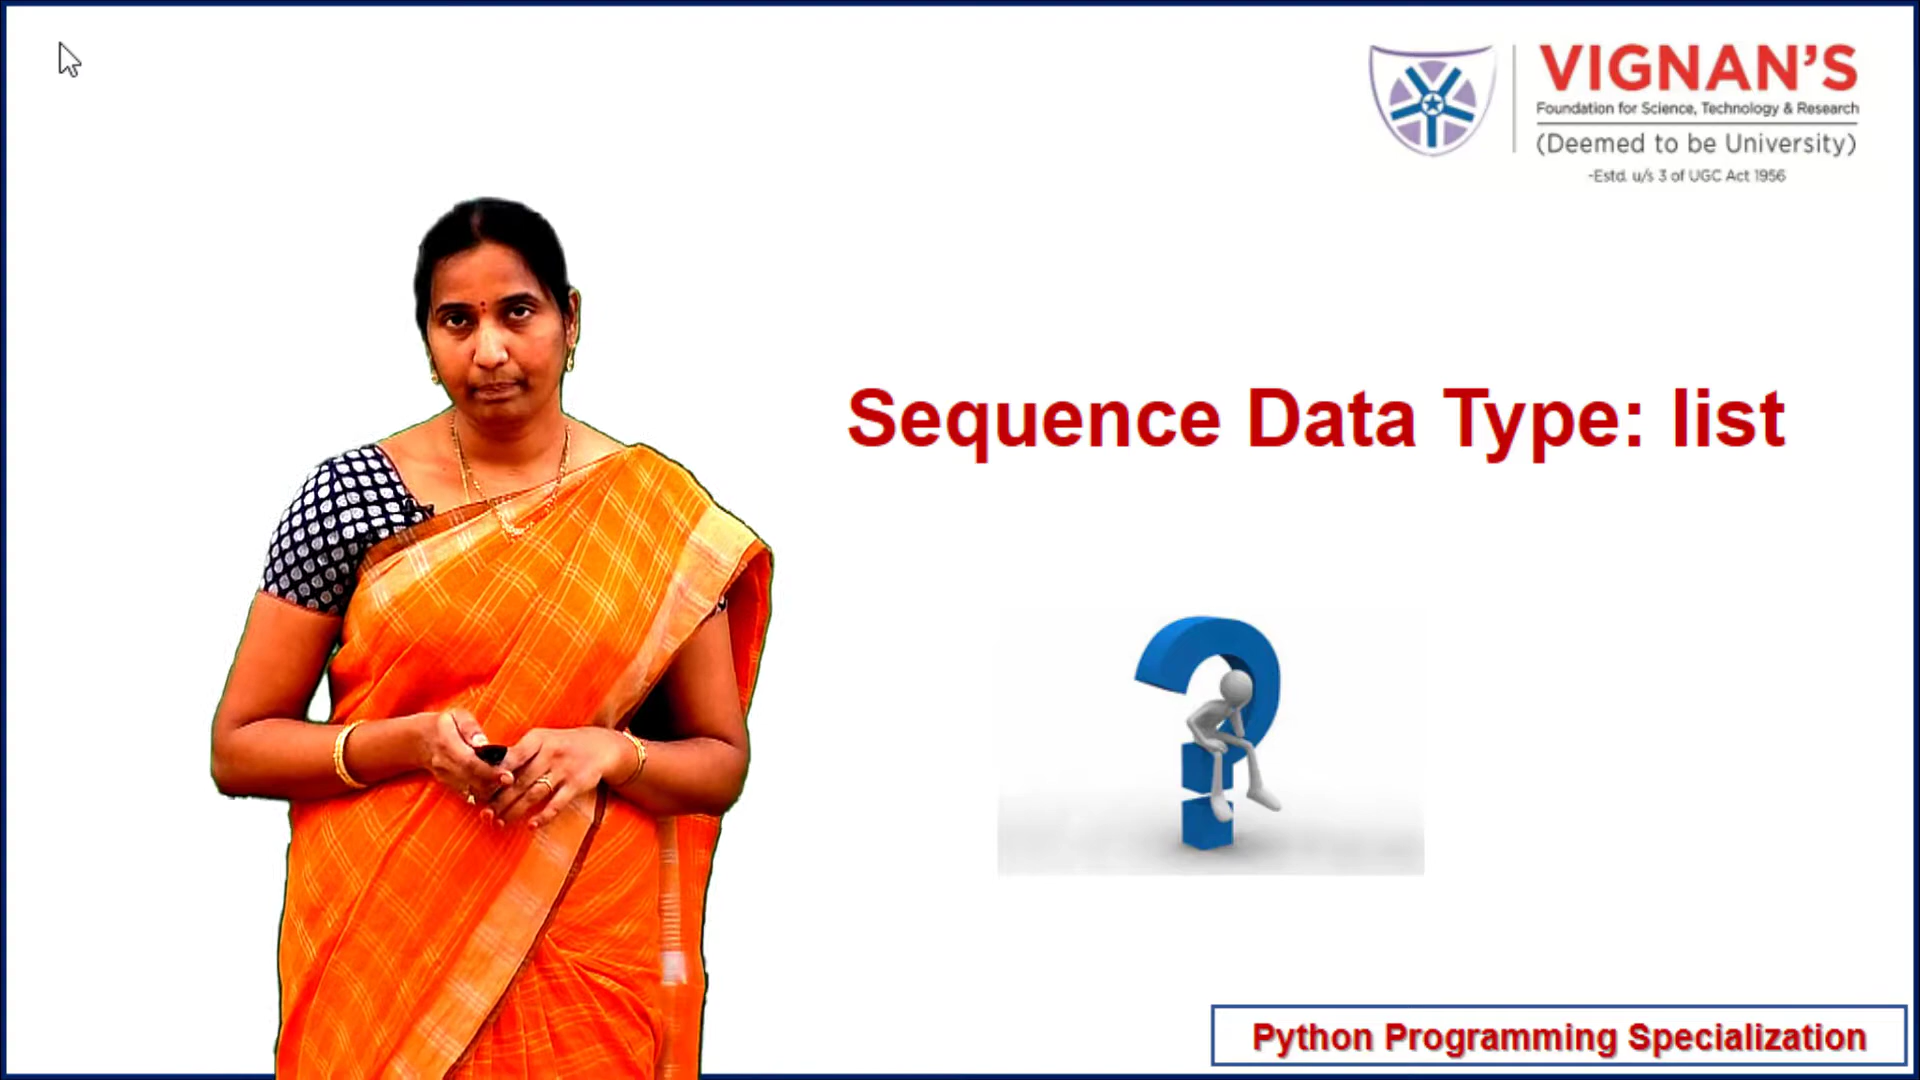 VIGNAN'S
Foundation for Science, Technology & Research
(Deemed to be University)
-Estd. u/s 3 of UGC Act 1956
Sequence Data Type: list
Python Programming Specialization